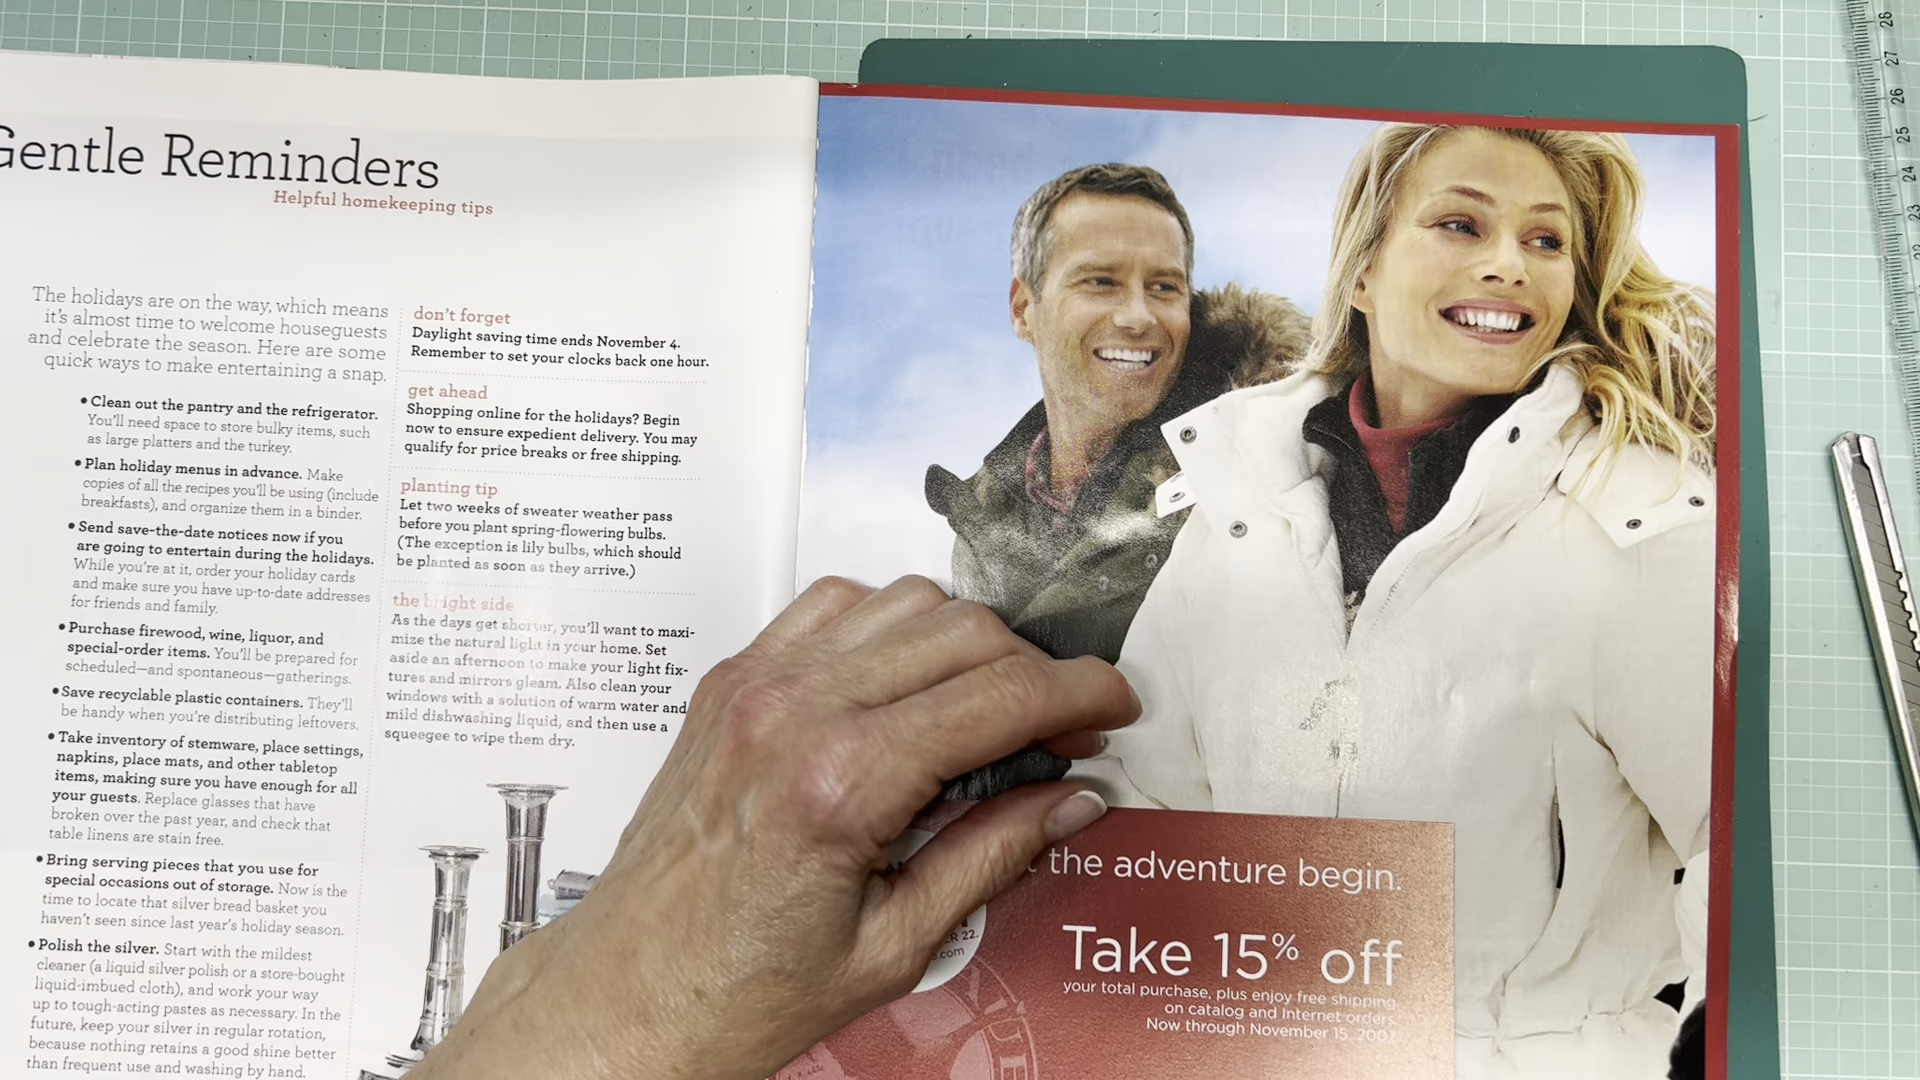 Gentle Reminders
Helpful homekeeping tips
The holidays are on the way, which means
it's almost time to welcome houseguests
and celebrate the season. Here are some
quick ways to make entertaining a snap.
• Clean out the pantry and the refrigerator.
You'll need space to store bulky items, such
as large platters and the turkey.
• Plan holiday menus in advance. Make
copies of all the recipes you'll be using (include
breakfasts), and organize them in a binder.
• Send save-the-date notices now if you
are going to entertain during the holidays.
While you're at it, order your holiday cards
and make sure you have up-to-date addresses
for friends and family.
• Purchase firewood, wine, liquor, and
special-order items. You'll be prepared for
scheduled—and spontaneous—gatherings.
• Save recyclable plastic containers. They'll
be handy when you're distributing leftovers.
• Take inventory of stemware, place settings,
napkins, place mats, and other tabletop
items, making sure you have enough for all
your guests. Replace glasses that have
broken over the past year, and check that
table linens are stain free.
• Bring serving pieces that you use for
special occasions out of storage. Now is the
time to locate that silver bread basket you
haven't seen since last year's holiday season.
• Polish the silver. Start with the mildest
cleaner (a liquid silver polish or a store-bought
liquid-imbued cloth), and work your way
up to tough-acting pastes as necessary. In the
future, keep your silver in regular rotation,
because nothing retains a good shine better
than frequent use and washing by hand.
don't forget
Daylight saving time ends November 4.
Remember to set your clocks back one hour.
get ahead
Shopping online for the holidays? Begin
now to ensure expedient delivery. You may
qualify for price breaks or free shipping.
planting tip
Let two weeks of sweater weather pass
before you plant spring-flowering bulbs.
(The exception is lily bulbs, which should
be planted as soon as they arrive.)
the bright side
As the days get shorter, you'll want to maxi-
mize the natural light in your home. Set
aside an afternoon to make your light fix-
tures and mirrors gleam. Also clean your
windows with a solution of warm water and
mild dishwashing liquid, and then use a
squeegee to wipe them dry.
the adventure begin.
22.
.com
Take 15% off
your total purchase, plus enjoy free shipping
on catalog and Internet orders.
Now through November 15, 2007
28
27
26
25
24
23